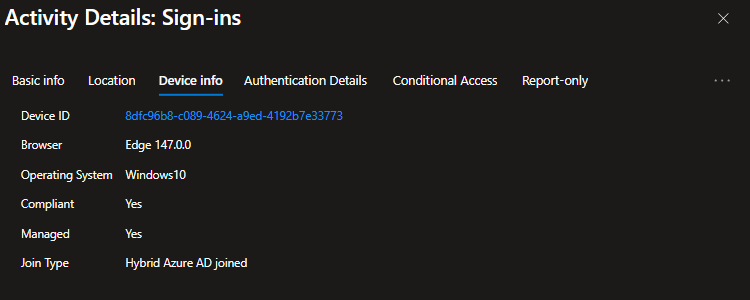 Activity Details: Sign-ins
Basic info Location Device info Authentication Details Conditional Access Report-only ...
Device ID 8dfc96b8-c089-4624-a9ed-4192b7e33773
Browser Edge 147.0.0
Operating System Windows10
Compliant Yes
Managed Yes
Join Type Hybrid Azure AD joined